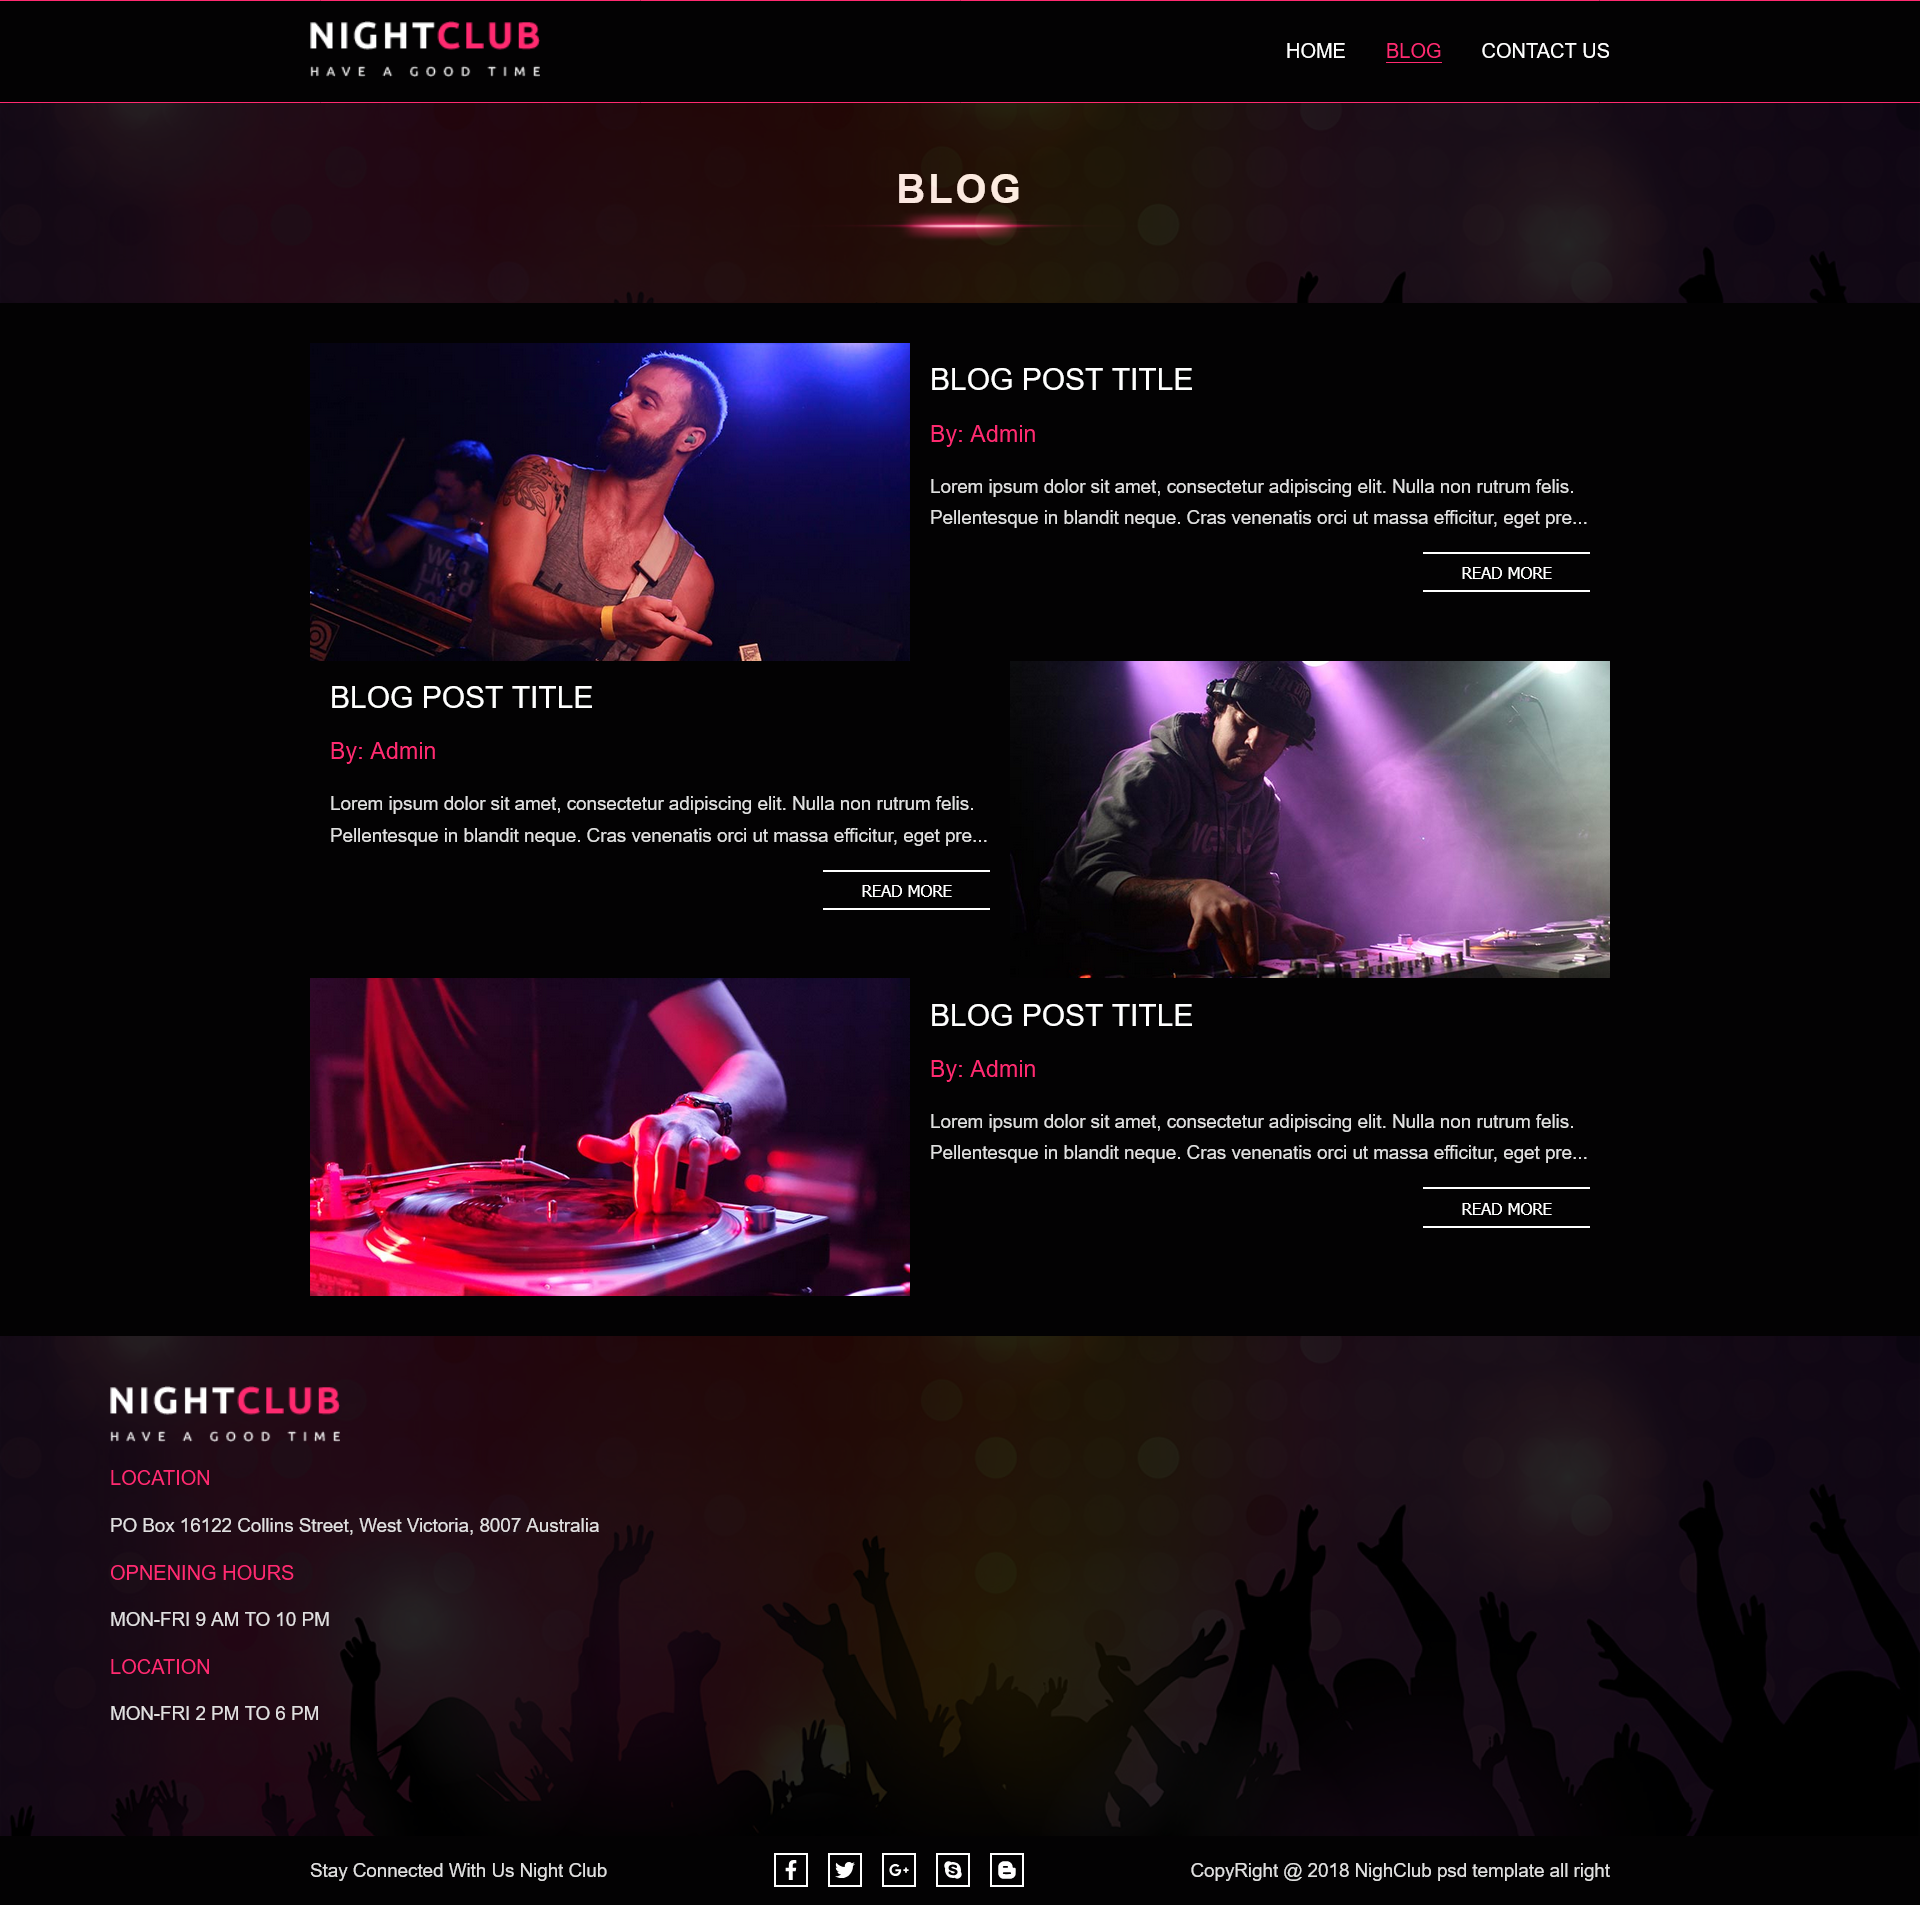 NIGHTCLUB
HAVE A GOOD TIME
HOME BLOG CONTACT US
BLOG
BLOG POST TITLE
By: Admin
Lorem ipsum dolor sit amet, consectetur adipiscing elit. Nulla non rutrum felis.
Pellentesque in blandit neque. Cras venenatis orci ut massa efficitur, eget pre...
READ MORE
BLOG POST TITLE
By: Admin
Lorem ipsum dolor sit amet, consectetur adipiscing elit. Nulla non rutrum felis.
Pellentesque in blandit neque. Cras venenatis orci ut massa efficitur, eget pre...
READ MORE
BLOG POST TITLE
By: Admin
Lorem ipsum dolor sit amet, consectetur adipiscing elit. Nulla non rutrum felis.
Pellentesque in blandit neque. Cras venenatis orci ut massa efficitur, eget pre...
READ MORE
NIGHTCLUB
HAVE A GOOD TIME
LOCATION
PO Box 16122 Collins Street, West Victoria, 8007 Australia
OPNENING HOURS
MON-FRI 9 AM TO 10 PM
LOCATION
MON-FRI 2 PM TO 6 PM
Stay Connected With Us Night Club
CopyRight @ 2018 NighClub psd template all right